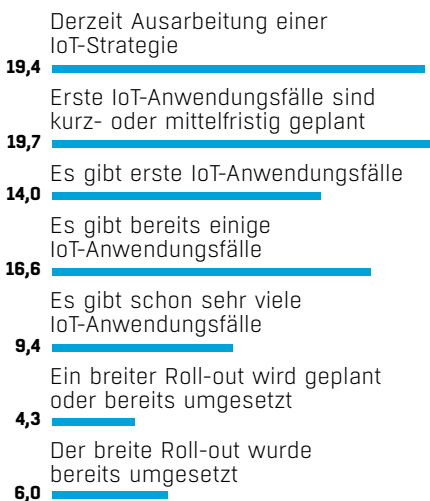 Derzeit Ausarbeitung einer
IoT-Strategie
19,4
Erste IoT-Anwendungsfälle sind
kurz- oder mittelfristig geplant
19,7
Es gibt erste IoT-Anwendungsfälle
14,0
Es gibt bereits einige
IoT-Anwendungsfälle
16,6
Es gibt schon sehr viele
IoT-Anwendungsfälle
9,4
Ein breiter Roll-out wird geplant
oder bereits umgesetzt
4,3
Der breite Roll-out wurde
bereits umgesetzt
6,0